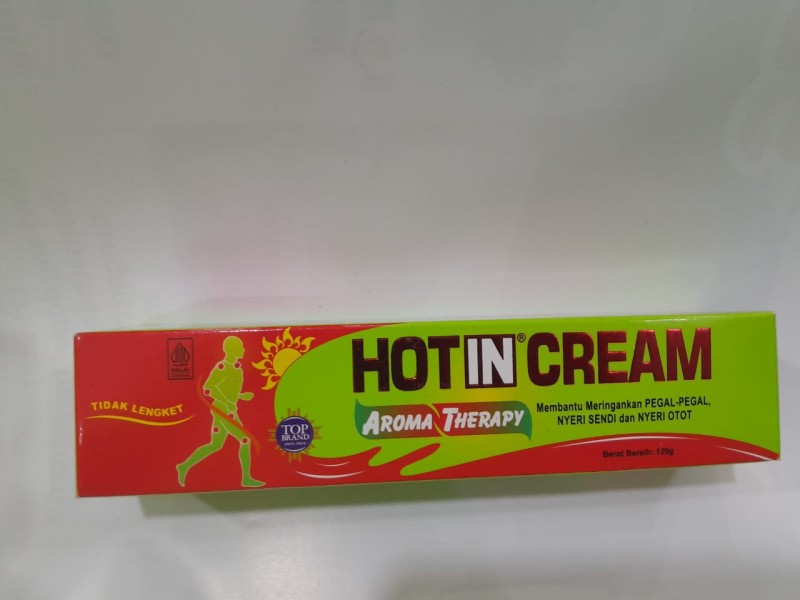 HALAL
TIDAK LENGKET
TOP
BRAND
HOT IN® CREAM
AROMA THERAPY
Membantu Meringankan PEGAL-PEGAL,
NYERI SENDI dan NYERI OTOT
Berat Bersih: 120g